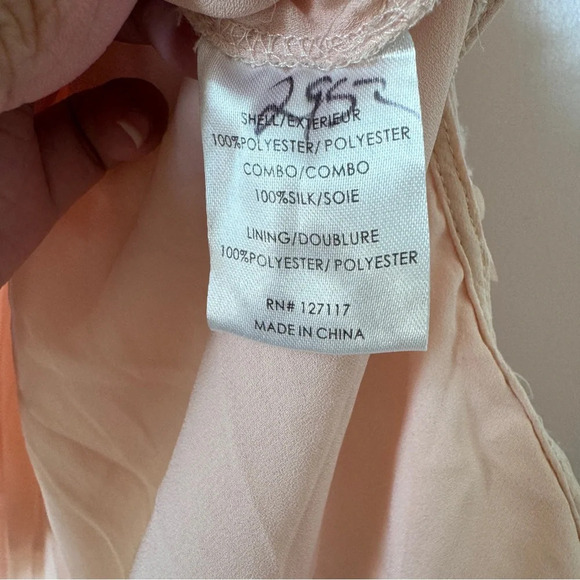 SHELL/EXTERIEUR
100%POLYESTER/ POLYESTER
COMBO/COMBO
100%SILK/SOIE
LINING/DOUBLURE
100%POLYESTER/ POLYESTER
RN# 127117
MADE IN CHINA